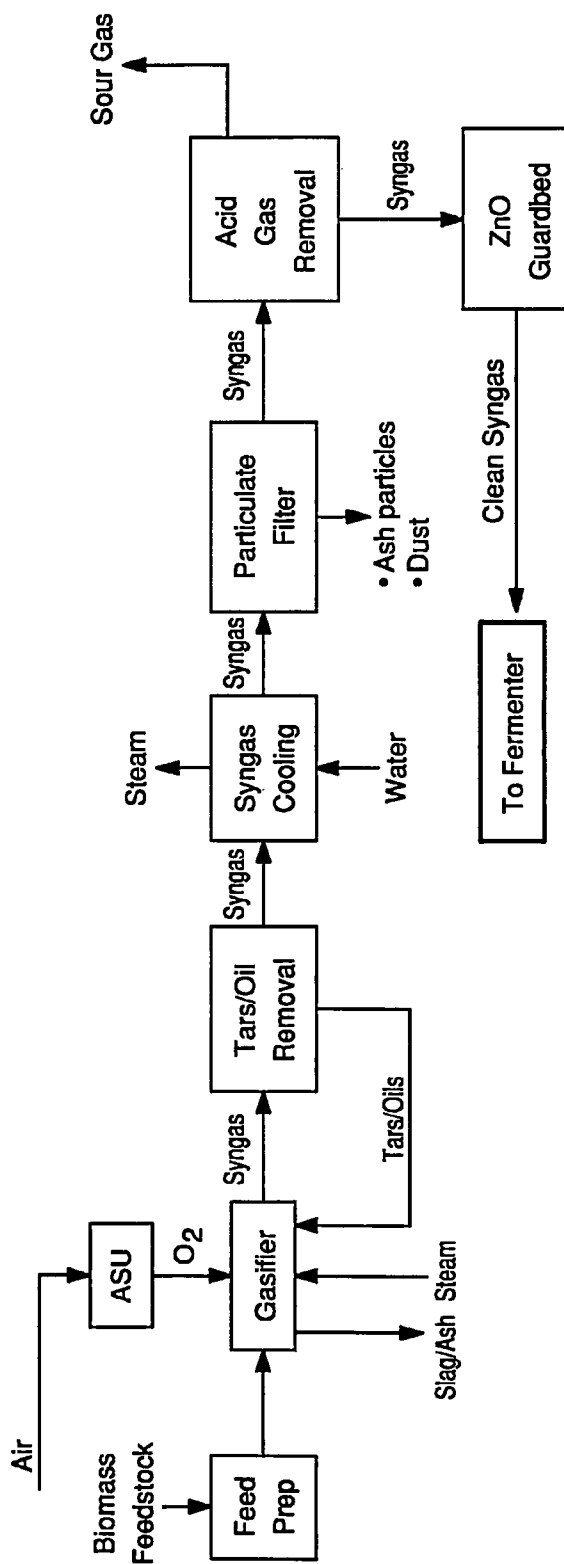 Air
ASU
O2
Biomass
Feedstock
Feed
Prep
Gasifier
Slag/Ash
Steam
Syngas
Tars/Oil
Removal
Tars/Oils
Syngas
Steam
Syngas
Cooling
Water
Syngas
Particulate
Filter
• Ash particles
• Dust
Syngas
Acid
Gas
Removal
Sour Gas
Syngas
ZnO
Guardbed
Clean Syngas
To Fermenter